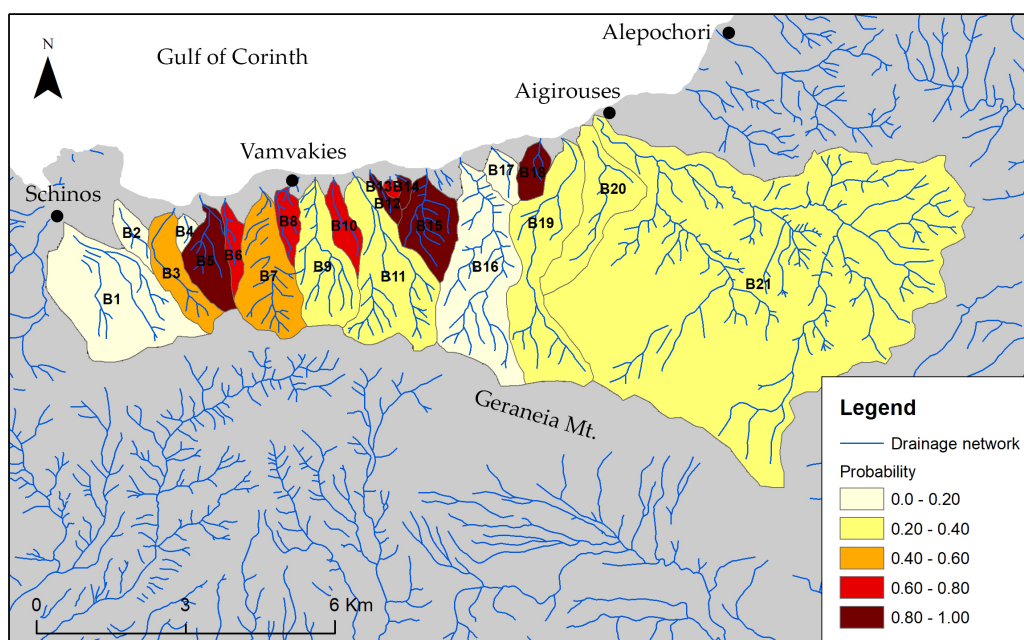 Alepochori
N
Gulf of Corinth
Aigirouses
Vamvakies
Schinos
B17
B18
B13
B14
B20
B12
B2
B4
B8
B10
B15
B19
B5
B6
B3
B7
B9
B11
B16
B21
B1
Geraneia Mt.
Legend
Drainage network
Probability
0.0 - 0.20
0.20 - 0.40
0.40 - 0.60
0.60 - 0.80
0.80 - 1.00
0 3 6 Km